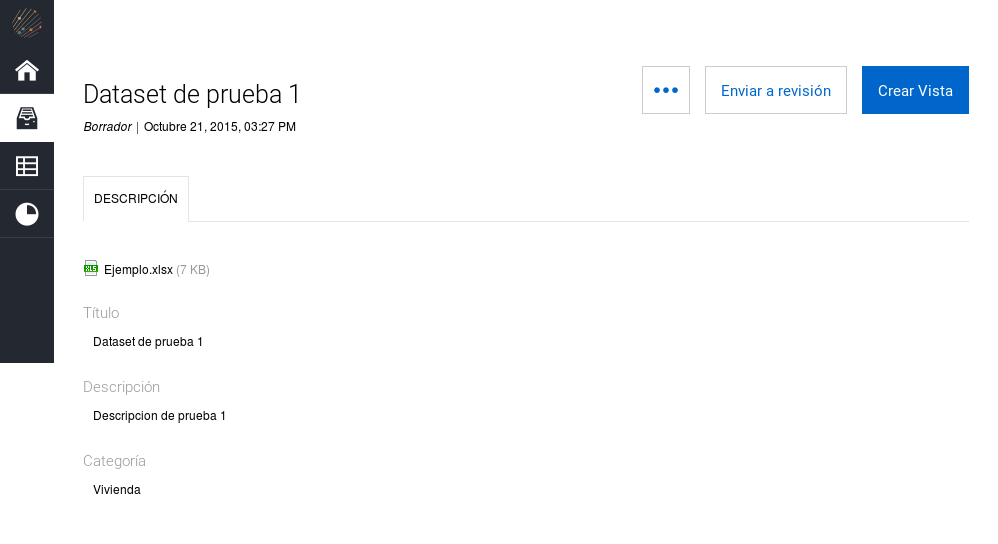 Dataset de prueba 1
Borrador | Octubre 21, 2015, 03:27 PM
Enviar a revisión
Crear Vista
DESCRIPCIÓN
XLS
Ejemplo.xlsx (7 KB)
Título
Dataset de prueba 1
Descripción
Descripcion de prueba 1
Categoría
Vivienda